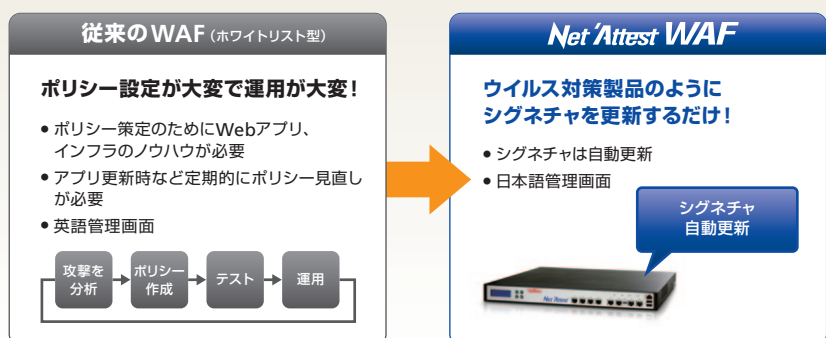 従来のWAF（ホワイトリスト型）
ポリシー設定が大変で運用が大変！
● ポリシー策定のためにWebアプリ、
インフラのノウハウが必要
● アプリ更新時など定期的にポリシー見直し
が必要
● 英語管理画面
攻撃を
分析
ポリシー
作成
テスト
運用
Net'Attest WAF
ウイルス対策製品のように
シグネチャを更新するだけ！
● シグネチャは自動更新
● 日本語管理画面
シグネチャ
自動更新
Net'Attest